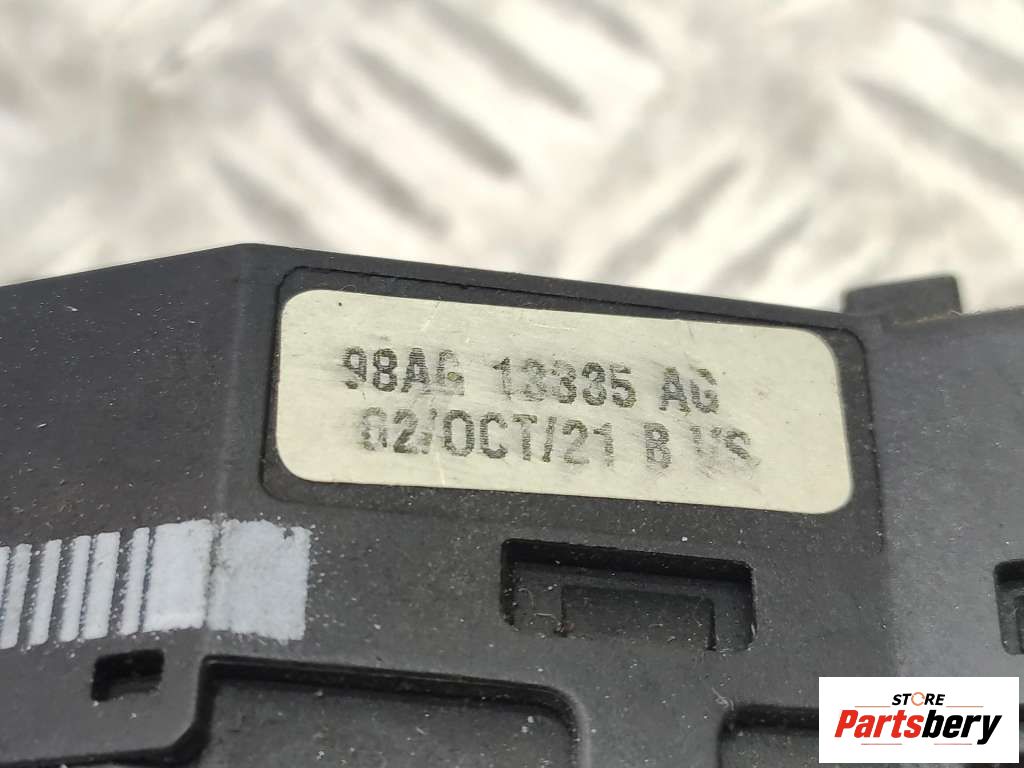 98AG 13335 AG
02/OCT/21 B VS
STORE
Partsbery